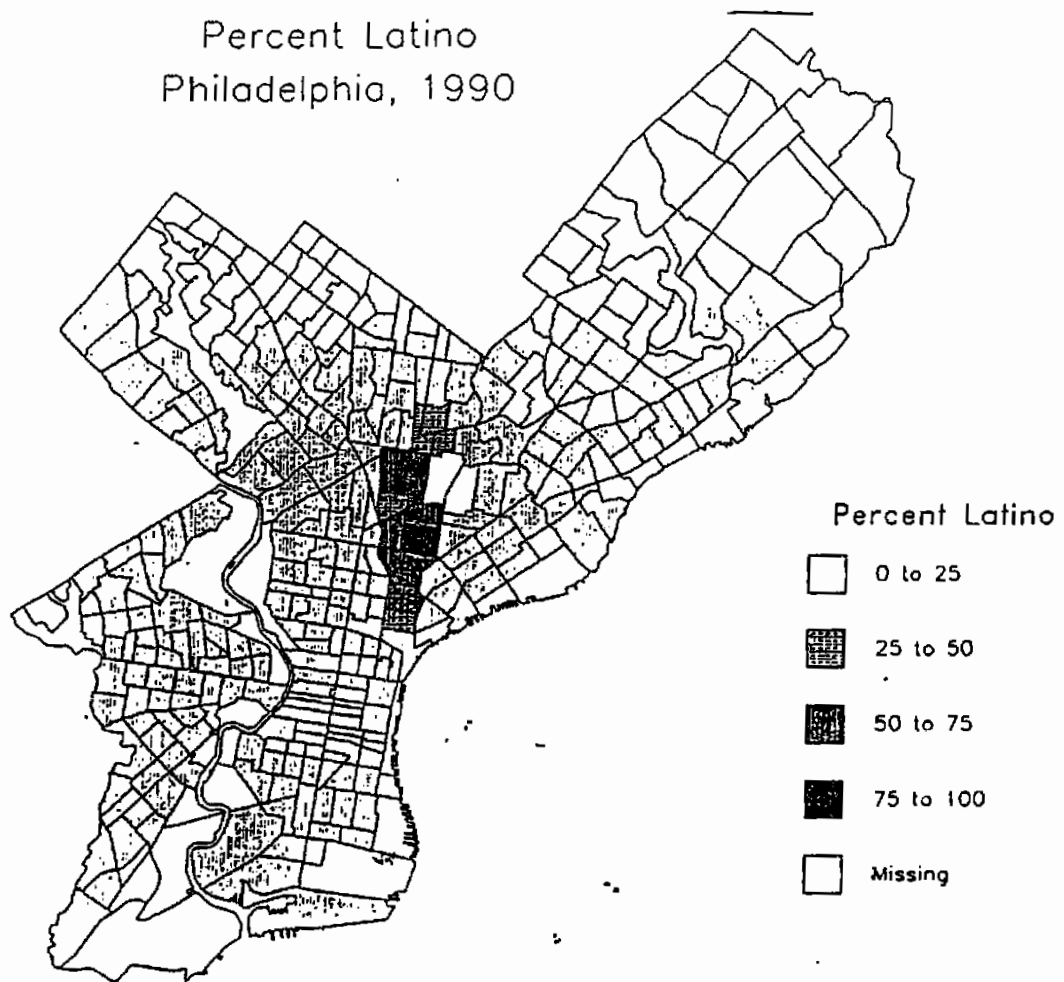 Percent Latino
Philadelphia, 1990
Percent Latino
0 to 25
25 to 50
50 to 75
75 to 100
Missing